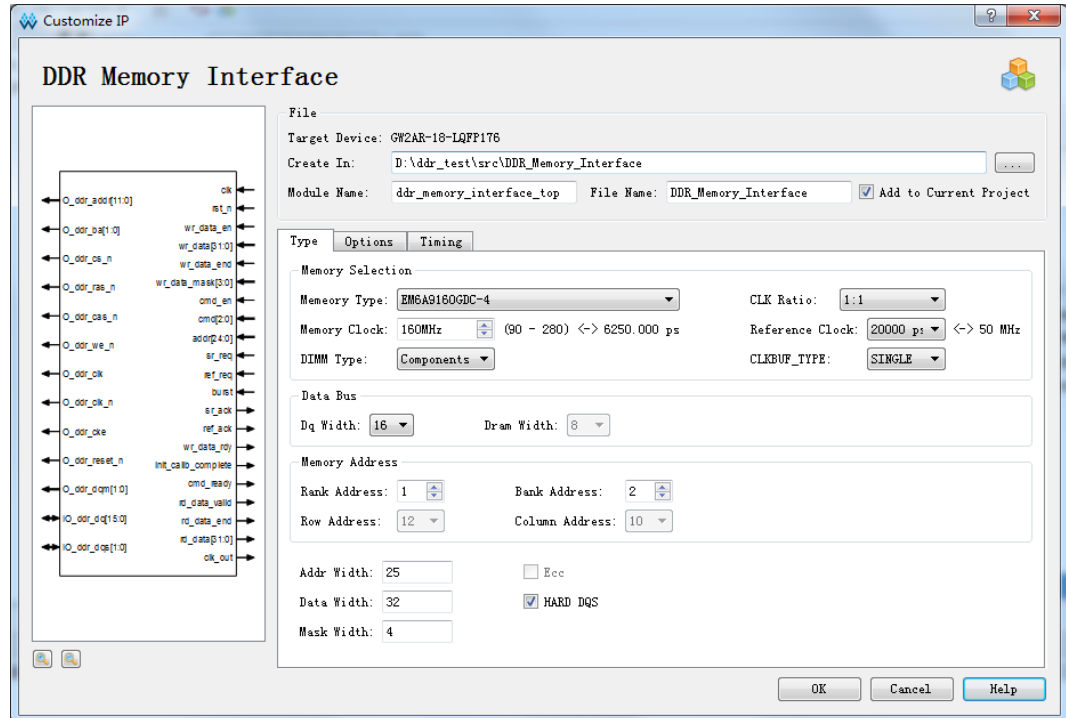 Customize IP
DDR Memory Interface
O_ddr_addr[11:0]
O_ddr_ba[1:0]
O_ddr_cs_n
O_ddr_ras_n
O_ddr_cas_n
O_ddr_we_n
O_ddr_clk
O_ddr_clk_n
O_ddr_cke
O_ddr_reset_n
O_ddr_dqm[1:0]
IO_ddr_dq[15:0]
IO_ddr_dqs[1:0]
clk
rst_n
wr_data_en
wr_data[31:0]
wr_data_end
wr_data_mask[3:0]
cmd_en
cmd[2:0]
addr[24:0]
sr_req
ref_req
burst
sr_ack
ref_ack
wr_data_rdy
init_calib_complete
cmd_ready
rd_data_valid
rd_data_end
rd_data[31:0]
clk_out
File
Target Device: GW2AR-18-LQFP176
Create In: D:\ddr_test\src\DDR_Memory_Interface ...
Module Name: ddr_memory_interface_top File Name: DDR_Memory_Interface Add to Current Project
Type Options Timing
Memory Selection
Memeory Type: EM6A9160GDC-4 CLK Ratio: 1:1
Memory Clock: 160MHz (90 - 280) <-> 6250.000 ps Reference Clock: 20000 ps <-> 50 MHz
DIMM Type: Components CLKBUF_TYPE: SINGLE
Data Bus
Dq Width: 16 Dram Width: 8
Memory Address
Rank Address: 1 Bank Address: 2
Row Address: 12 Column Address: 10
Addr Width: 25 Ecc
Data Width: 32 HARD DQS
Mask Width: 4
OK Cancel Help